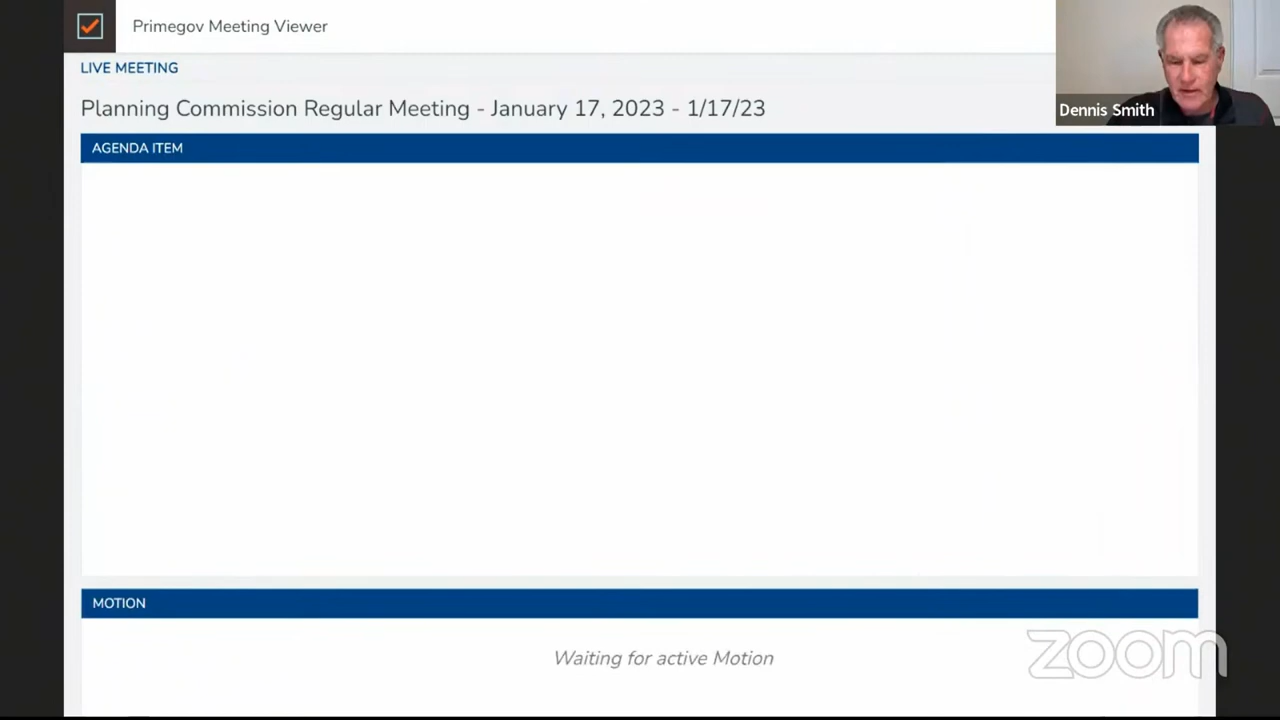 Primegov Meeting Viewer
LIVE MEETING
Planning Commission Regular Meeting - January 17, 2023 - 1/17/23
Dennis Smith
AGENDA ITEM
MOTION
Waiting for active Motion
zoom